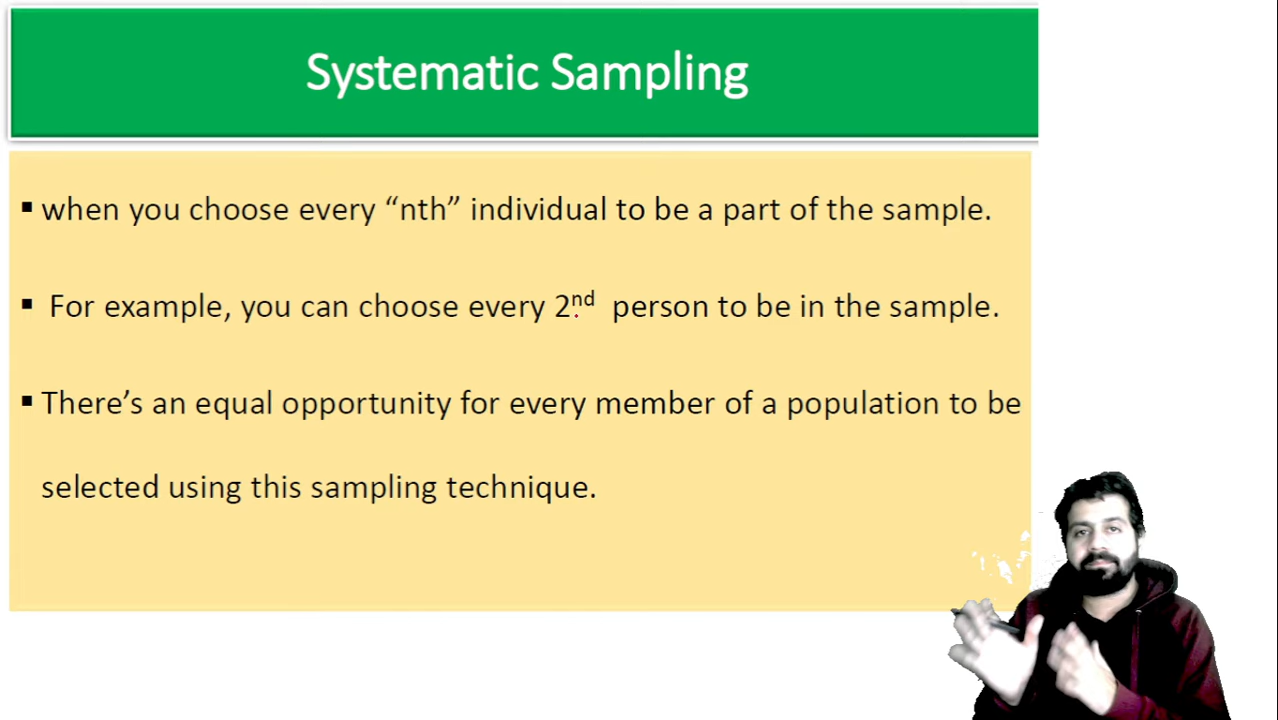 Systematic Sampling
▪ when you choose every “nth” individual to be a part of the sample.
▪ For example, you can choose every 2nd person to be in the sample.
▪ There’s an equal opportunity for every member of a population to be
selected using this sampling technique.